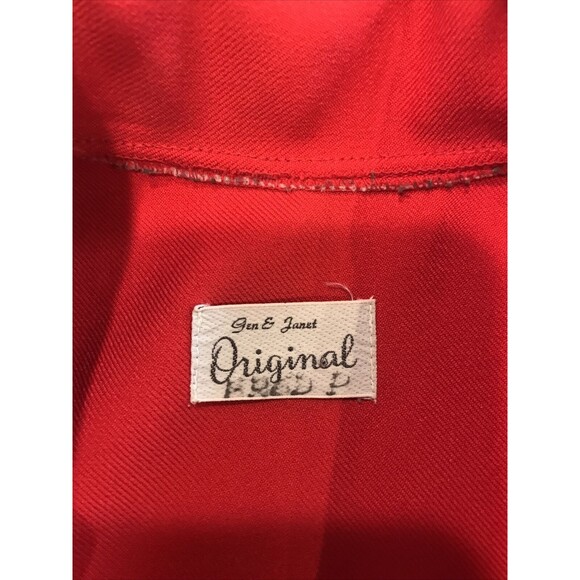 Gen & Janet
Original
FRED P